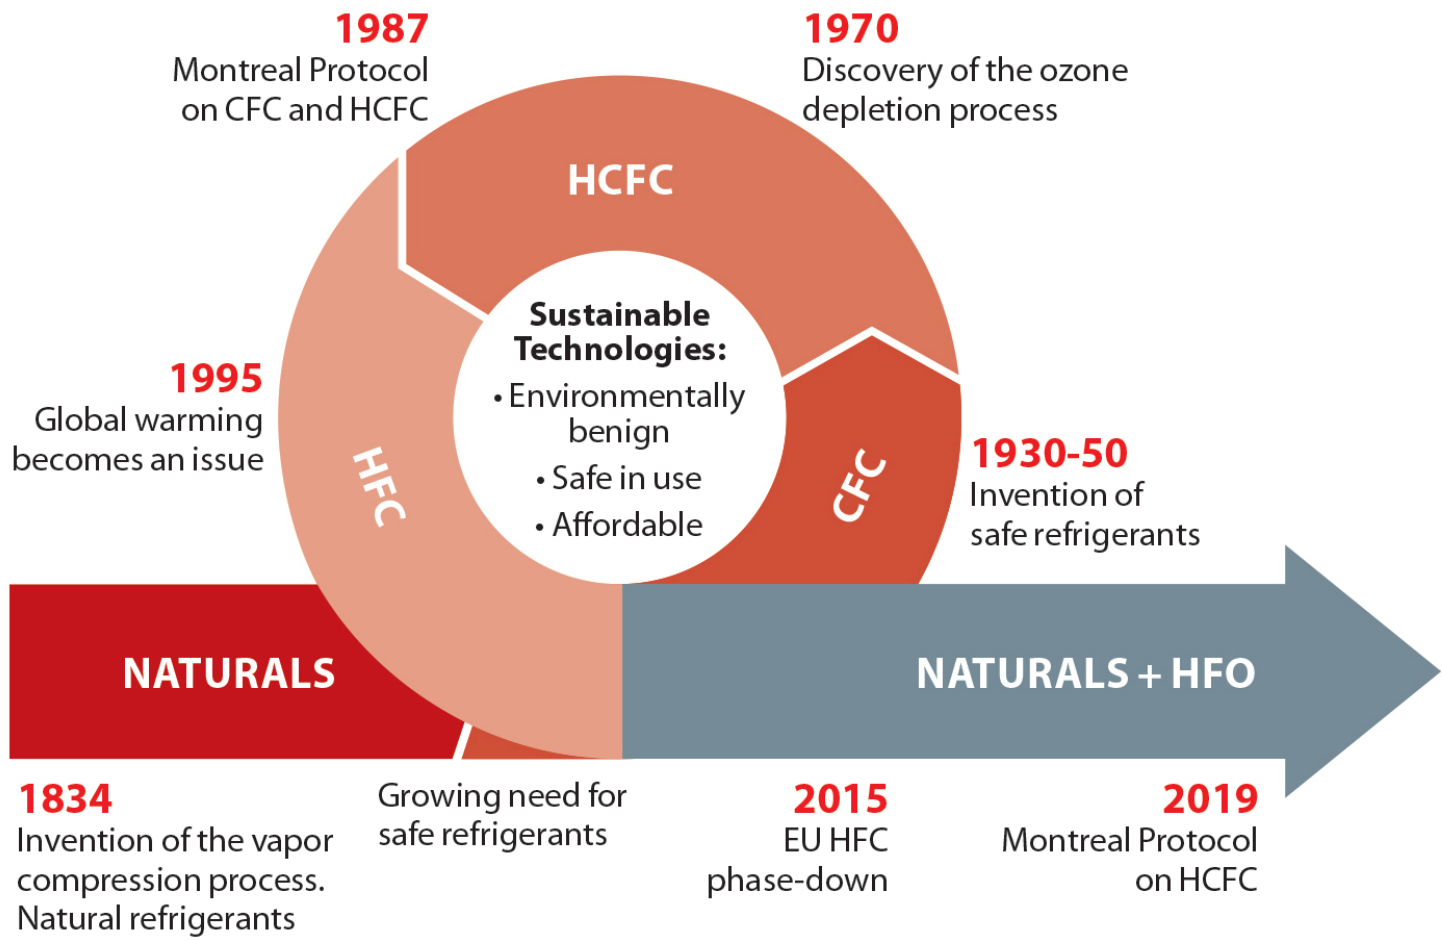 1987
Montreal Protocol
on CFC and HCFC
1970
Discovery of the ozone
depletion process
HCFC
Sustainable
Technologies:
• Environmentally
benign
• Safe in use
• Affordable
1995
Global warming
becomes an issue
HFC
CFC
1930-50
Invention of
safe refrigerants
NATURALS
NATURALS + HFO
1834
Invention of the vapor
compression process.
Natural refrigerants
Growing need for
safe refrigerants
2015
EU HFC
phase-down
2019
Montreal Protocol
on HCFC